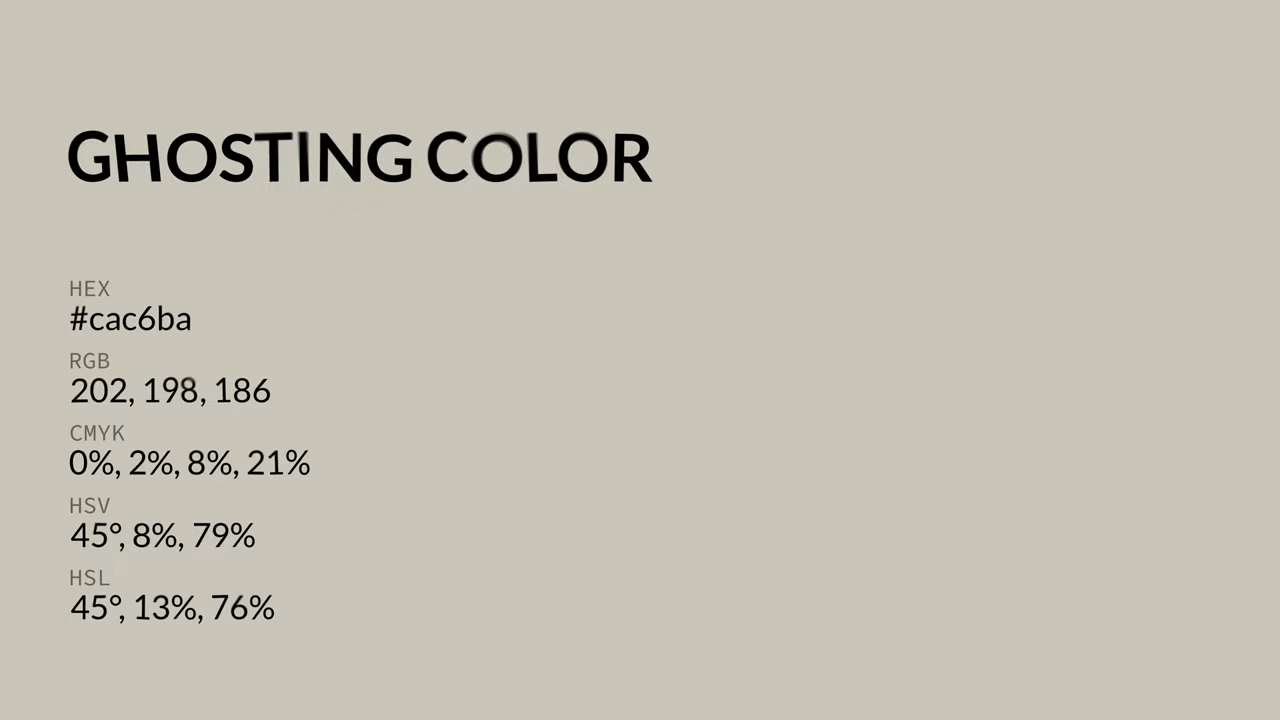 GHOSTING COLOR
HEX
#cac6ba
RGB
202, 198, 186
CMYK
0%, 2%, 8%, 21%
HSV
45°, 8%, 79%
HSL
45°, 13%, 76%